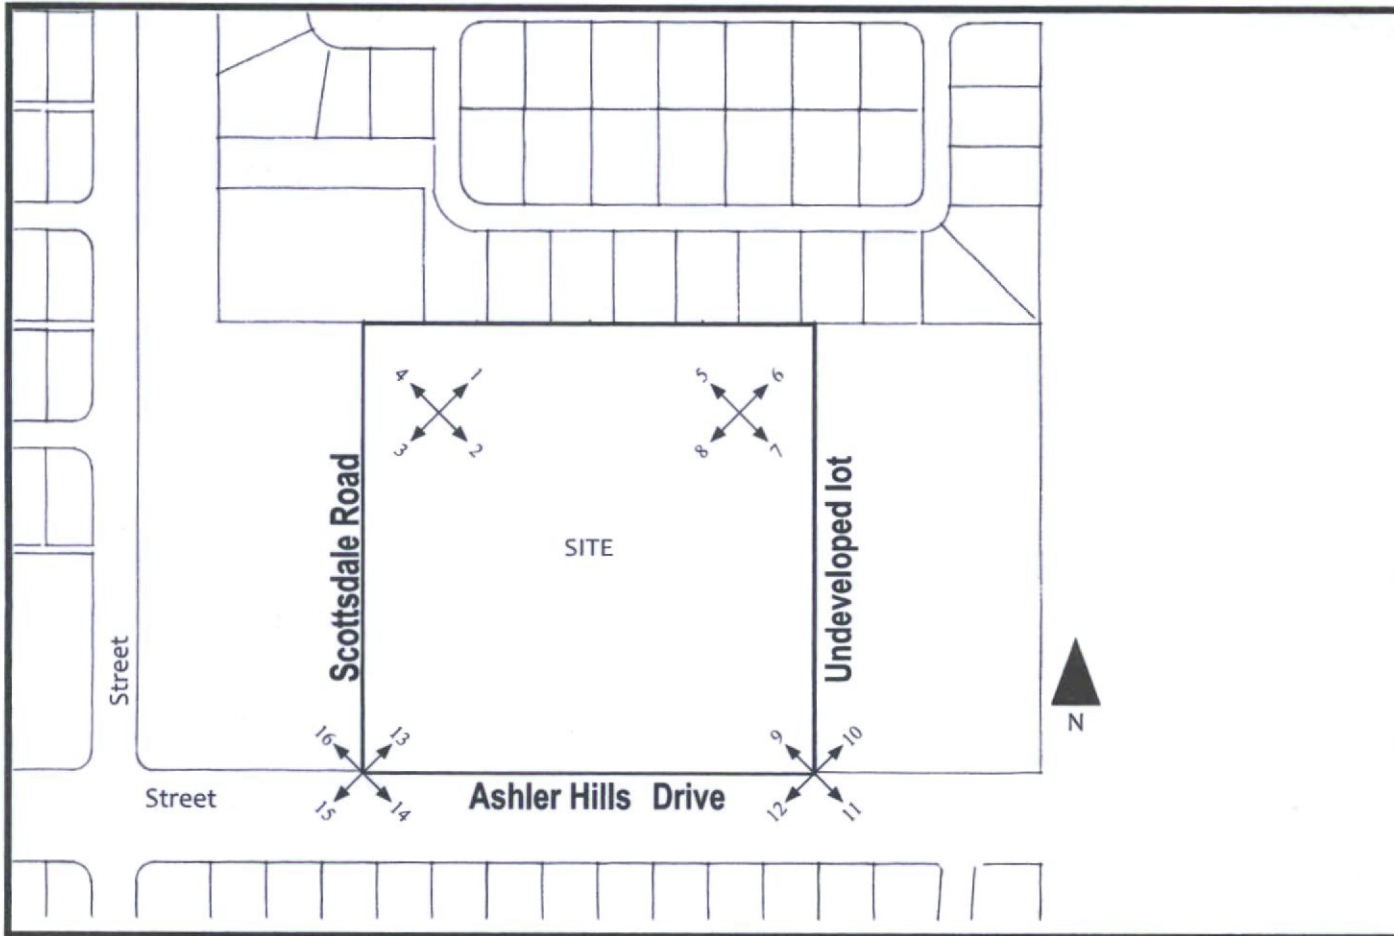 4 1
3 2
5 6
8 7
SITE
Scottsdale Road
Undeveloped lot
Street
N
16 13
15 14
9 10
12 11
Street
Ashler Hills Drive